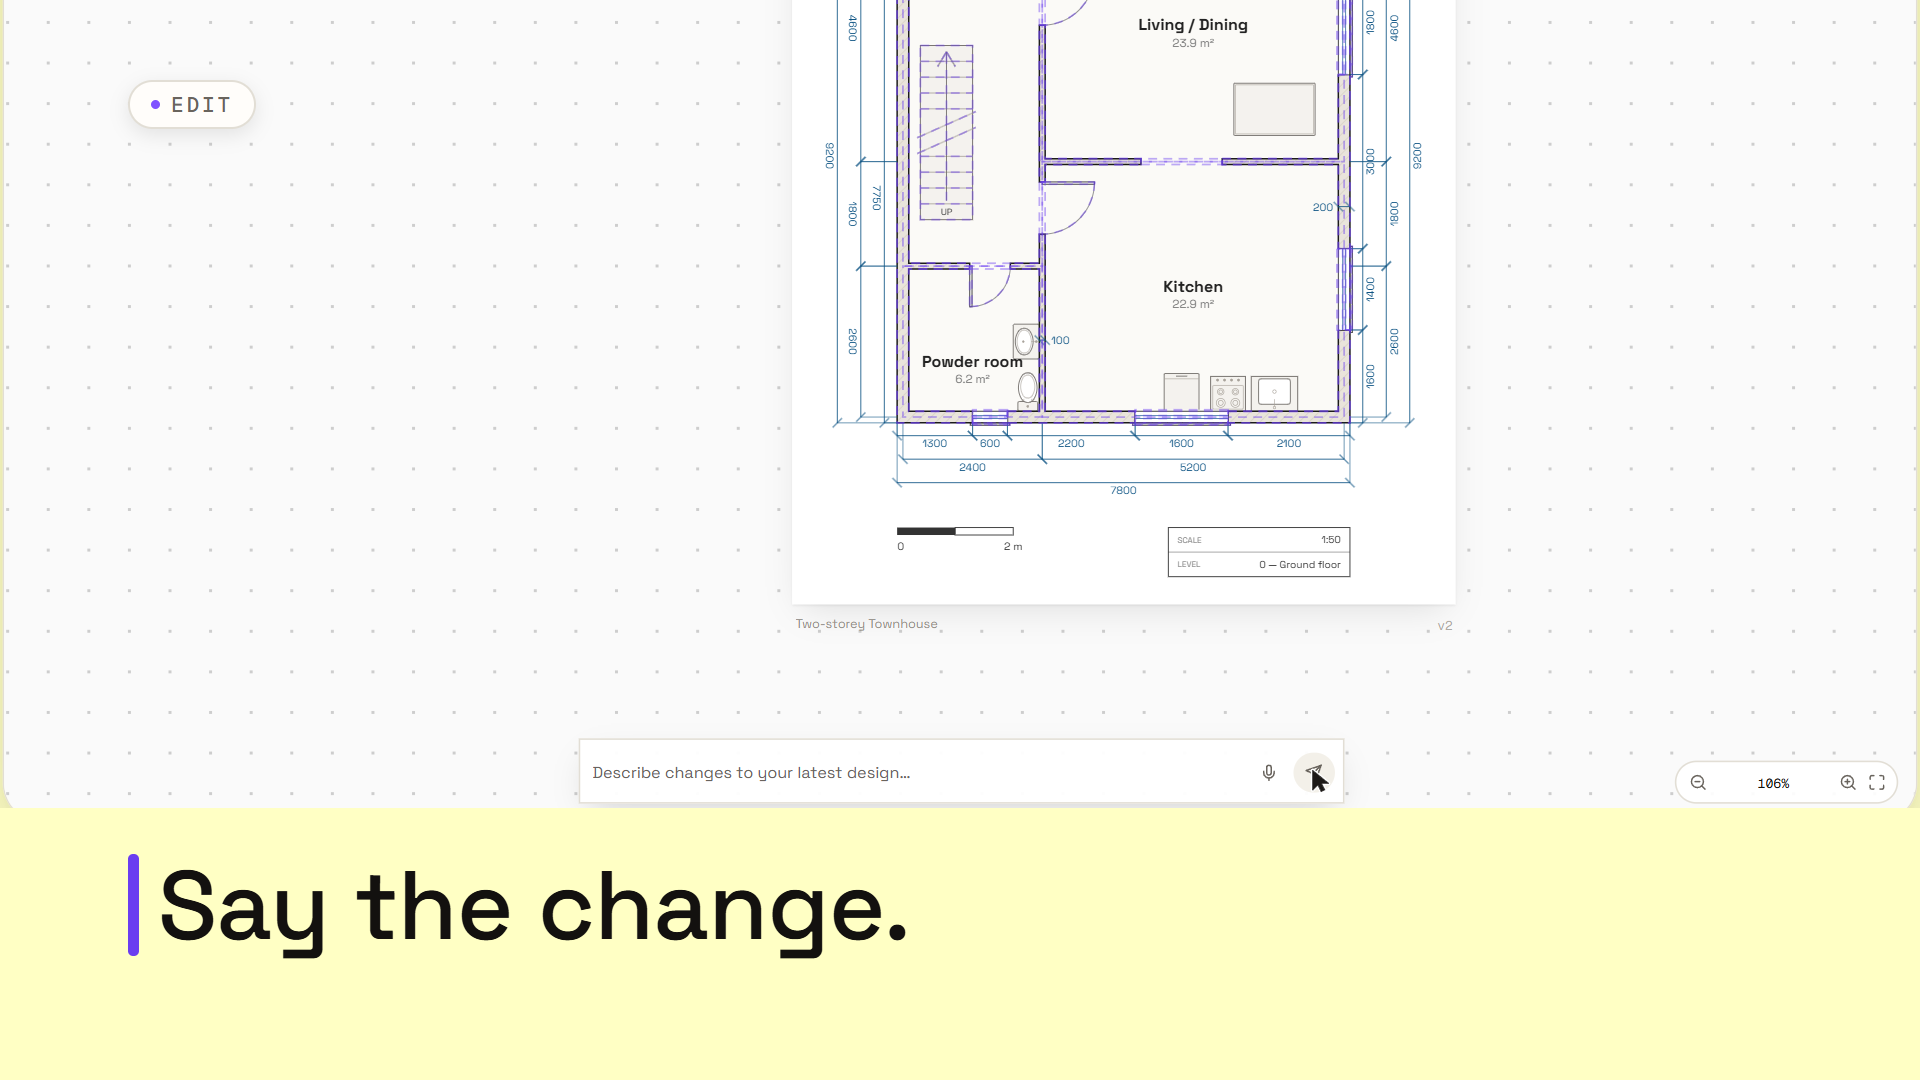 EDIT
Living / Dining
23.9 m²
4600
1800
4600
9200
3000
9200
7750
1800
200
1800
UP
Kitchen
22.9 m²
1400
2600
100
2600
Powder room
6.2 m²
1600
1300
600
2200
1600
2100
2400
5200
7800
0
2 m
SCALE
1:50
LEVEL
0 — Ground floor
Two-storey Townhouse
v2
Describe changes to your latest design...
106%
Say the change.